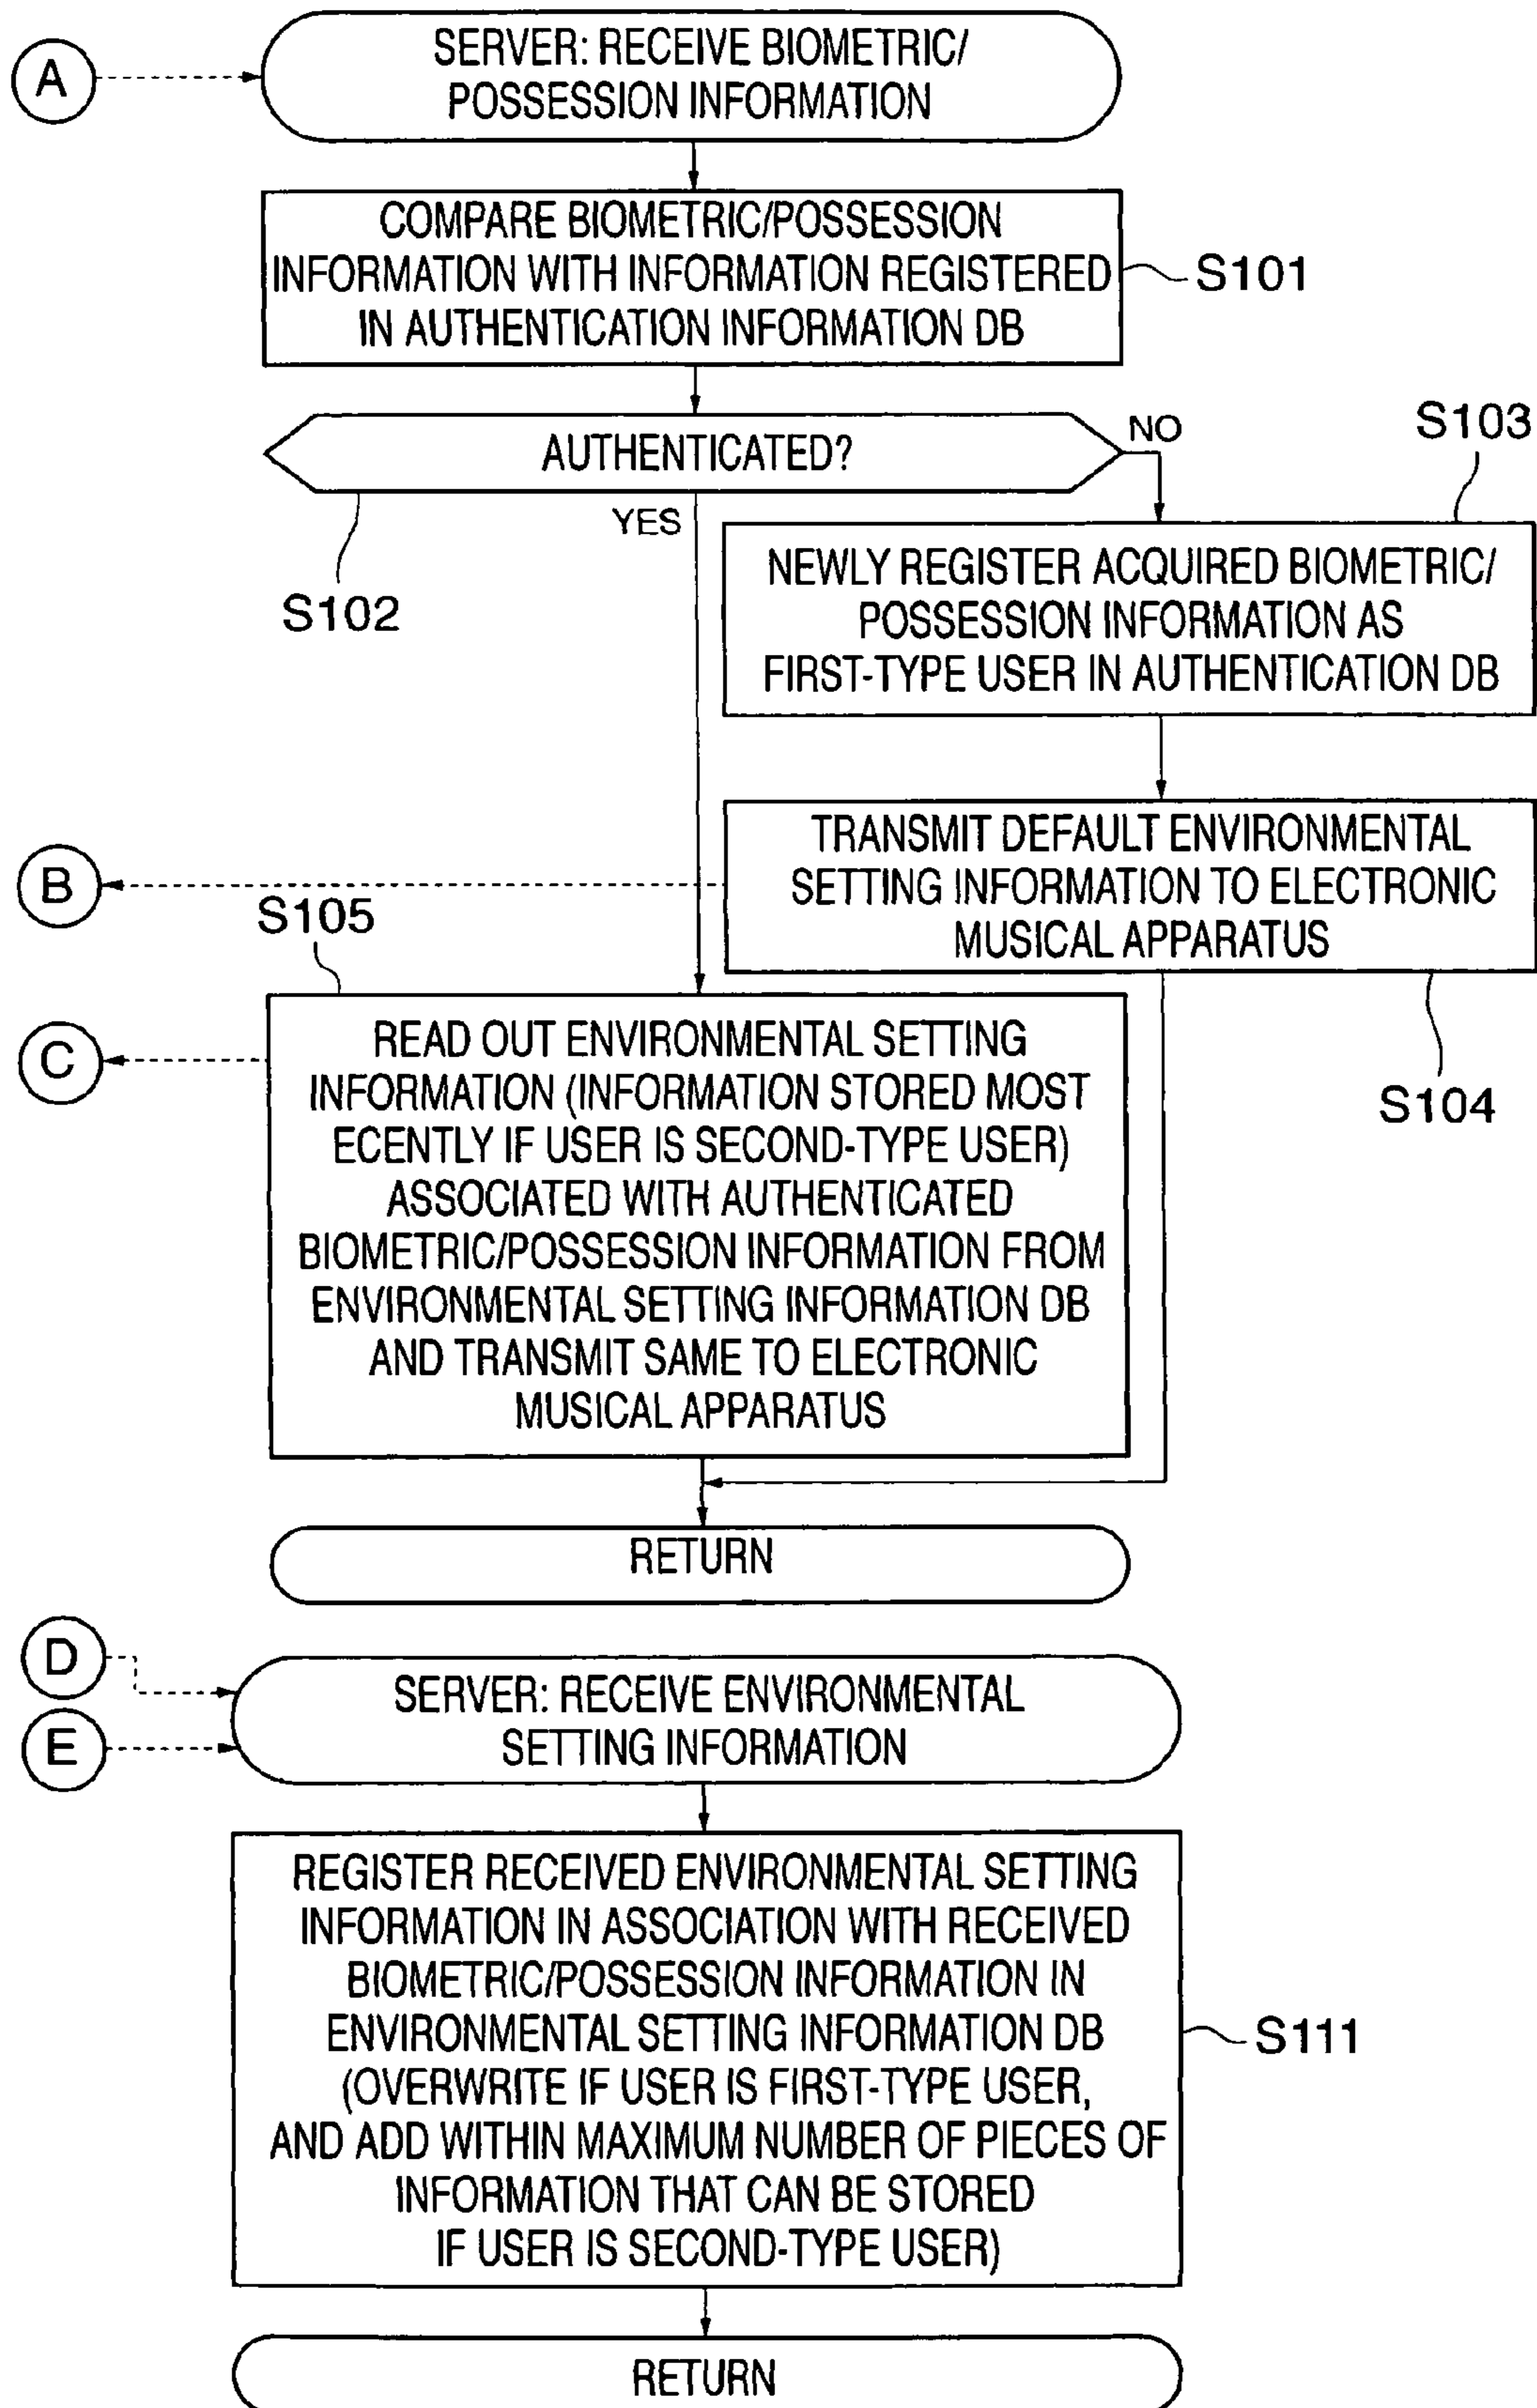 A
SERVER: RECEIVE BIOMETRIC/
POSSESSION INFORMATION
COMPARE BIOMETRIC/POSSESSION
INFORMATION WITH INFORMATION REGISTERED
IN AUTHENTICATION INFORMATION DB
S101
AUTHENTICATED?
NO
YES
S102
S103
NEWLY REGISTER ACQUIRED BIOMETRIC/
POSSESSION INFORMATION AS
FIRST-TYPE USER IN AUTHENTICATION DB
TRANSMIT DEFAULT ENVIRONMENTAL
SETTING INFORMATION TO ELECTRONIC
MUSICAL APPARATUS
B
S104
S105
C
READ OUT ENVIRONMENTAL SETTING
INFORMATION (INFORMATION STORED MOST
ECENTLY IF USER IS SECOND-TYPE USER)
ASSOCIATED WITH AUTHENTICATED
BIOMETRIC/POSSESSION INFORMATION FROM
ENVIRONMENTAL SETTING INFORMATION DB
AND TRANSMIT SAME TO ELECTRONIC
MUSICAL APPARATUS
RETURN
D
E
SERVER: RECEIVE ENVIRONMENTAL
SETTING INFORMATION
REGISTER RECEIVED ENVIRONMENTAL SETTING
INFORMATION IN ASSOCIATION WITH RECEIVED
BIOMETRIC/POSSESSION INFORMATION IN
ENVIRONMENTAL SETTING INFORMATION DB
(OVERWRITE IF USER IS FIRST-TYPE USER,
AND ADD WITHIN MAXIMUM NUMBER OF PIECES OF
INFORMATION THAT CAN BE STORED
IF USER IS SECOND-TYPE USER)
S111
RETURN